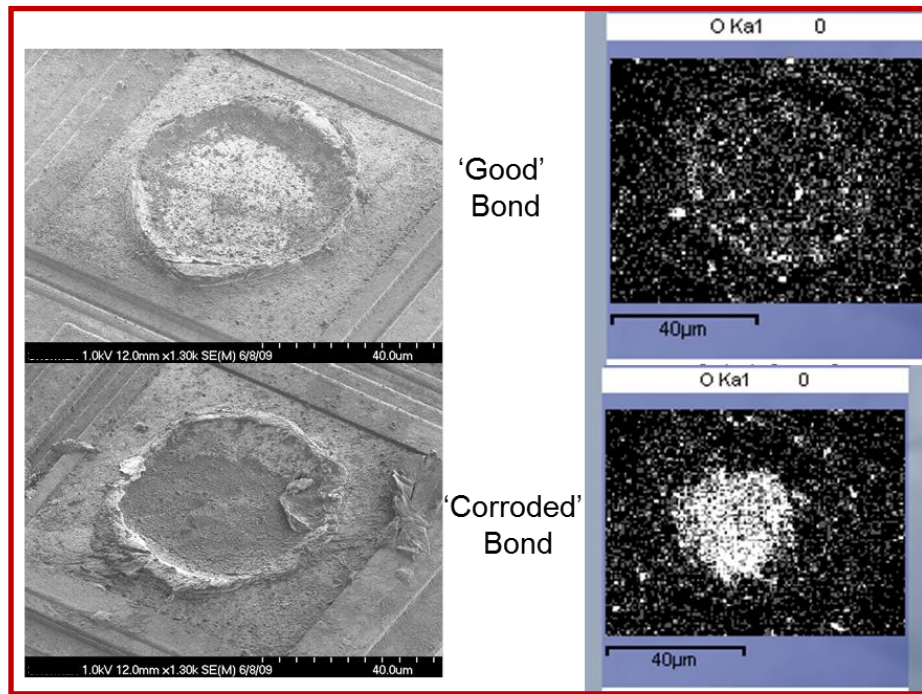 O Ka1 0
'Good'
Bond
40µm
1.0kV 12.0mm x1.30k SE(M) 6/8/09 40.0um
O Ka1 0
'Corroded'
Bond
40µm
1.0kV 12.0mm x1.30k SE(M) 6/8/09 40.0um